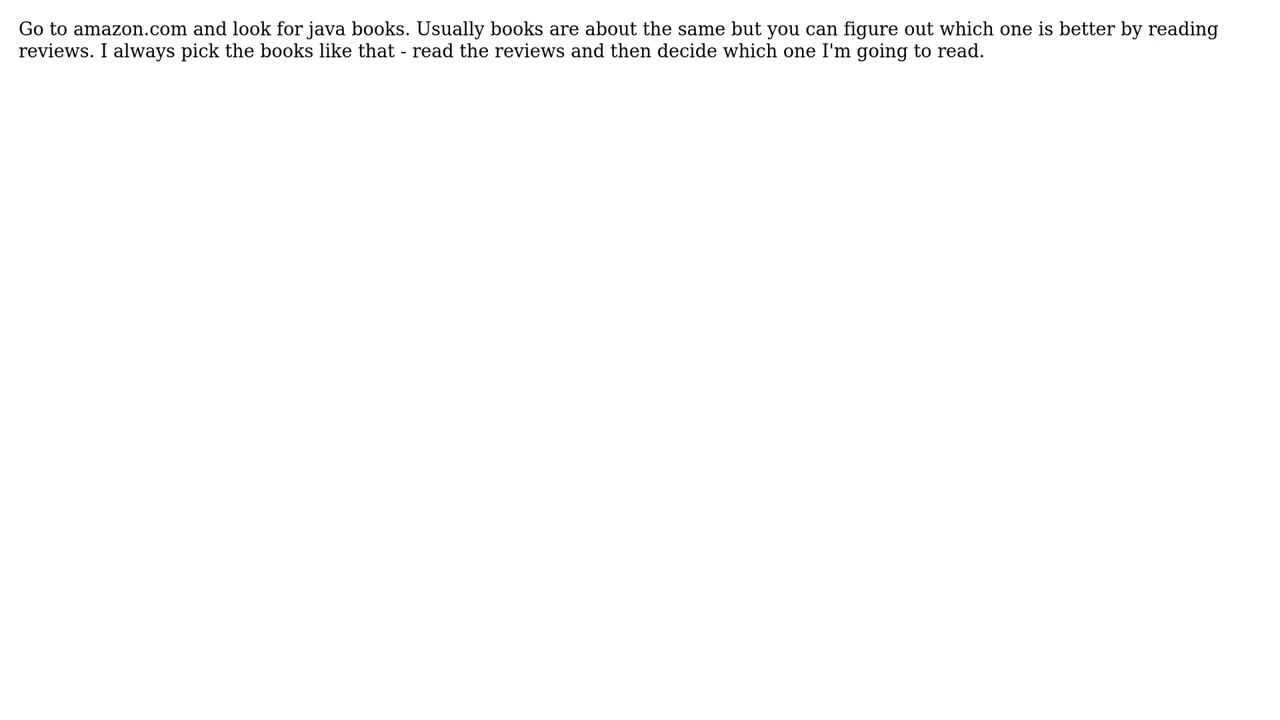 Go to amazon.com and look for java books. Usually books are about the same but you can figure out which one is better by reading
reviews. I always pick the books like that - read the reviews and then decide which one I'm going to read.